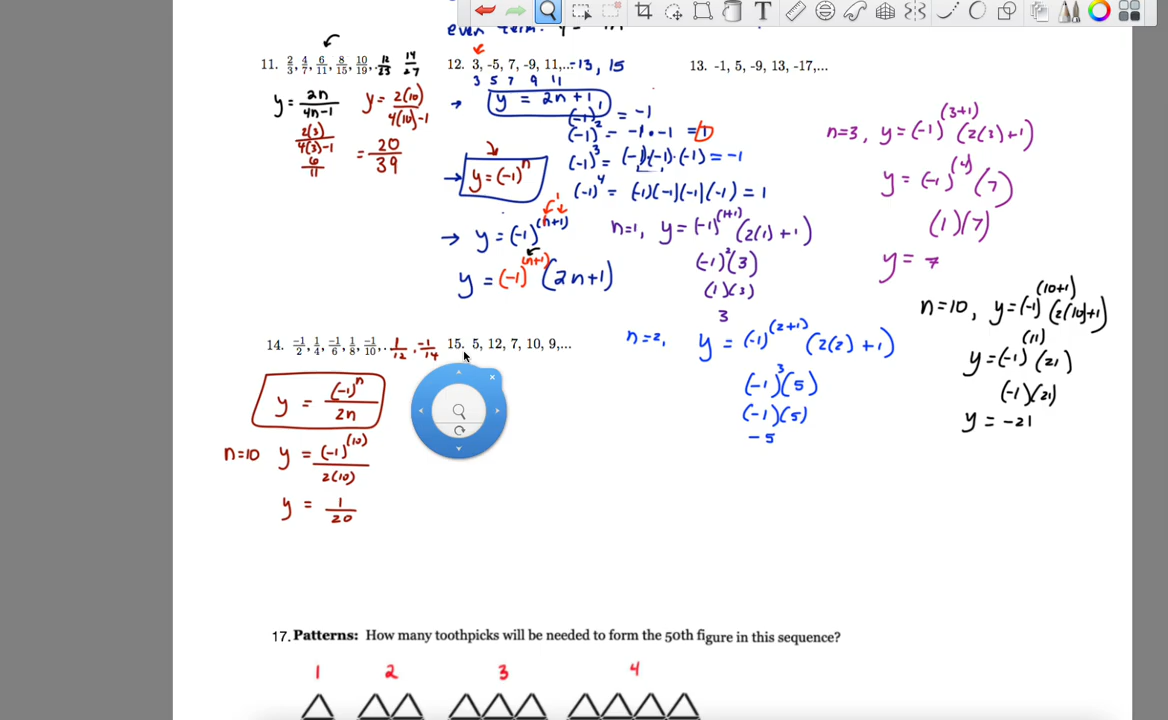 even term: y =
11. 2/3, 4/7, 6/11, 8/15, 10/19, .. 12/23  14/27
12. 3, -5, 7, -9, 11,... -13, 15
13. -1, 5, -9, 13, -17,...
3 5 7 9 11
y = 2n/4n-1
y = 2(10)/4(10)-1
2(3)/4(3)-1
6/11
= 20/39
→ y = 2n+1
(-1)^1 = -1
(-1)^2 = -1 · -1 = 1
(-1)^3 = (-1)(-1)·(-1) = -1
(-1)^4 = (-1)(-1)(-1)(-1) = 1
→ y = (-1)^n
→ y = (-1)^(n+1)
y = (-1)^(n+1) (2n+1)
n=1, y = (-1)^(1+1) (2(1)+1)
(-1)^2 (3)
(1)(3)
3
n=3, y = (-1)^(3+1) (2(3)+1)
y = (-1)^(4) (7)
(1)(7)
y = 7
n=10, y = (-1)^(10+1) (2(10)+1)
y = (-1)^(11) (21)
(-1)(21)
y = -21
14. -1/2, 1/4, -1/6, 1/8, -1/10, .. 1/12, -1/14
15. 5, 12, 7, 10, 9,...
n=2, y = (-1)^(2+1) (2(2)+1)
(-1)^3 (5)
(-1)(5)
-5
y = (-1)^n/2n
n=10 y = (-1)^(10)/2(10)
y = 1/20
17. Patterns: How many toothpicks will be needed to form the 50th figure in this sequence?
1 2 3 4